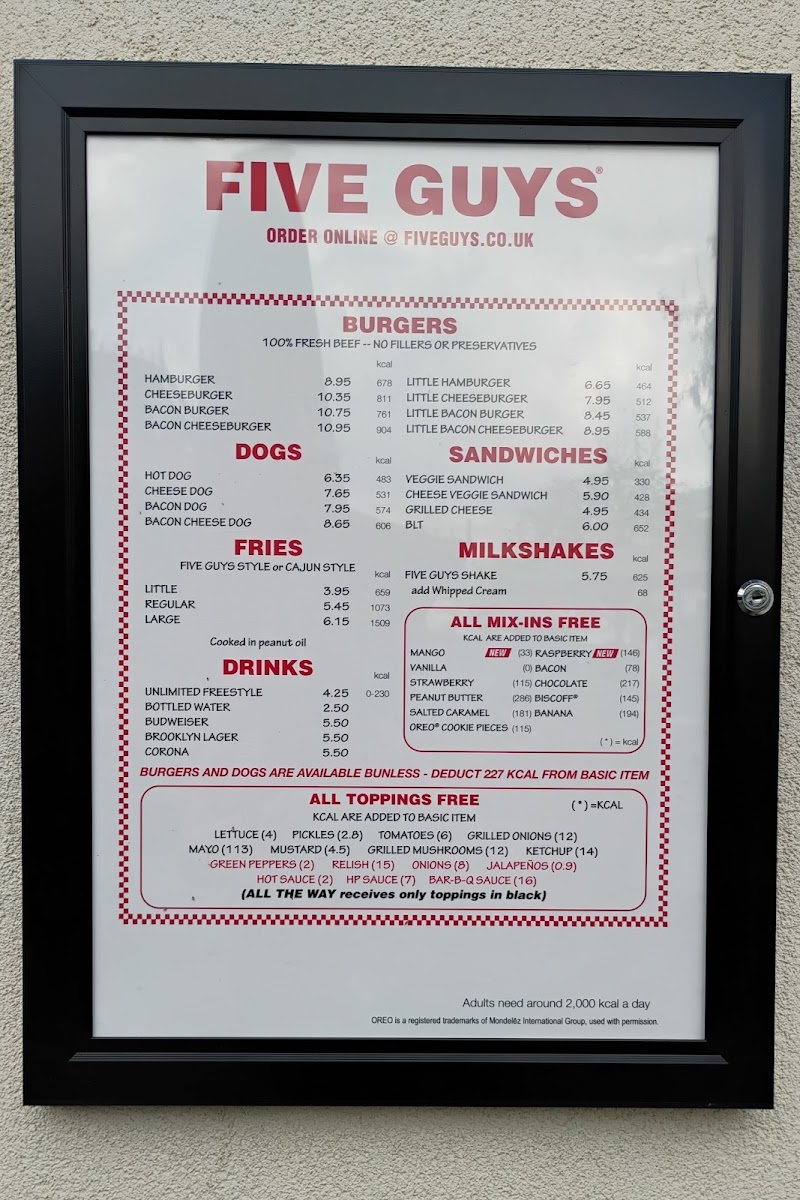 FIVE GUYS®
ORDER ONLINE @ FIVEGUYS.CO.UK
BURGERS
100% FRESH BEEF -- NO FILLERS OR PRESERVATIVES
kcal
HAMBURGER 8.95 678
CHEESEBURGER 10.35 811
BACON BURGER 10.75 761
BACON CHEESEBURGER 10.95 904
kcal
LITTLE HAMBURGER 6.65 464
LITTLE CHEESEBURGER 7.95 512
LITTLE BACON BURGER 8.45 537
LITTLE BACON CHEESEBURGER 8.95 588
DOGS
kcal
HOT DOG 6.35 483
CHEESE DOG 7.65 531
BACON DOG 7.95 574
BACON CHEESE DOG 8.65 606
SANDWICHES
kcal
VEGGIE SANDWICH 4.95 330
CHEESE VEGGIE SANDWICH 5.90 428
GRILLED CHEESE 4.95 434
BLT 6.00 652
FRIES
FIVE GUYS STYLE or CAJUN STYLE
kcal
LITTLE 3.95 659
REGULAR 5.45 1073
LARGE 6.15 1509
Cooked in peanut oil
MILKSHAKES
kcal
FIVE GUYS SHAKE 5.75 625
add Whipped Cream 68
ALL MIX-INS FREE
KCAL ARE ADDED TO BASIC ITEM
MANGO NEW (33) RASPBERRY NEW (146)
VANILLA (0) BACON (78)
STRAWBERRY (115) CHOCOLATE (217)
PEANUT BUTTER (286) BISCOFF® (145)
SALTED CARAMEL (181) BANANA (194)
OREO® COOKIE PIECES (115)
(*) = kcal
DRINKS
kcal
UNLIMITED FREESTYLE 4.25 0-230
BOTTLED WATER 2.50
BUDWEISER 5.50
BROOKLYN LAGER 5.50
CORONA 5.50
BURGERS AND DOGS ARE AVAILABLE BUNLESS - DEDUCT 227 KCAL FROM BASIC ITEM
ALL TOPPINGS FREE
(*)=KCAL
KCAL ARE ADDED TO BASIC ITEM
LETTUCE (4) PICKLES (2.8) TOMATOES (6) GRILLED ONIONS (12)
MAYO (113) MUSTARD (4.5) GRILLED MUSHROOMS (12) KETCHUP (14)
GREEN PEPPERS (2) RELISH (15) ONIONS (8) JALAPEÑOS (0.9)
HOT SAUCE (2) HP SAUCE (7) BAR-B-Q SAUCE (16)
(ALL THE WAY receives only toppings in black)
Adults need around 2,000 kcal a day
OREO is a registered trademarks of Mondelēz International Group, used with permission.